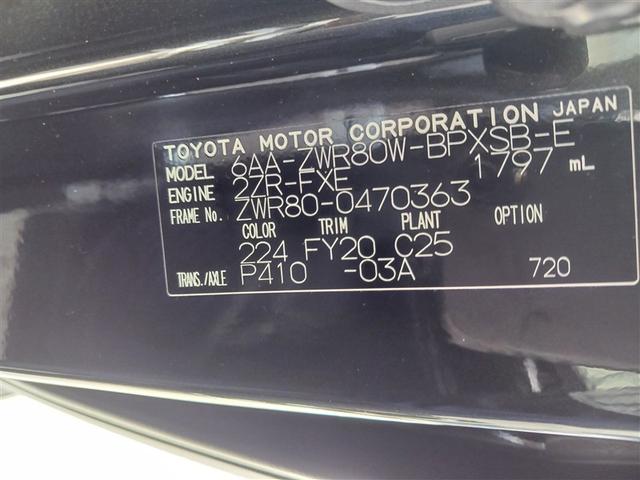 TOYOTA MOTOR CORPORATION JAPAN
MODEL 6AA-ZWR80W-BPXSB-E
ENGINE 2ZR-FXE 1797 mL
FRAME No. ZWR80-0470363
COLOR TRIM PLANT OPTION
224 FY20 C25
TRANS./AXLE P410 -03A 720